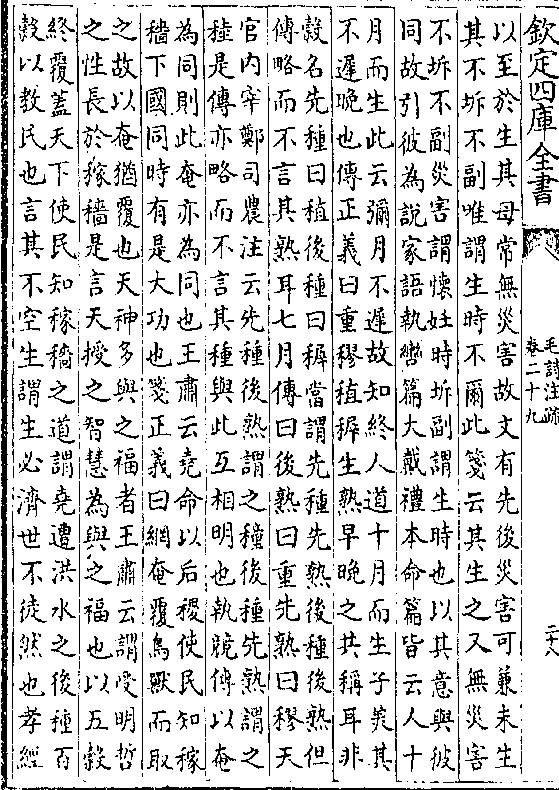 欽定四庫全書
毛詩注疏
卷二十九
二十八
以至於生其母常無災害故文有先後災害可兼未生
其不坼不副唯謂生時不爾此箋云其生之又無災害
不坼不副災害謂懷妊時坼副謂生時也以其意與彼
同故引彼為說家語執轡篇大戴禮本命篇皆云人十
月而生此云彌月不遲故知終人道十月而生子美其
不遲晚也傳正義曰重穋稙穉生熟早晚之其稱耳非
穀名先種曰稙後種曰穉當謂先種先熟後種後熟但
傳略而不言其熟耳七月傳曰後熟曰重先熟曰穋天
官內宰鄭司農注云先種後熟謂之穜後種先熟謂之
稑是傳亦略而不言其種與此互相明也執競傳以奄
為同則此奄亦為同也王肅云堯命以后稷使民知稼
穡下國同時有是大功也箋正義曰網奄覆鳥獸而取
之故以奄猶覆也天神多與之福者王肅云謂受明哲
之性長於稼穡是言天授之智慧為與之福也以五穀
終覆蓋天下使民知稼穡之道謂堯遭洪水之後種百
穀以教民也言其不空生謂生必濟世不徒然也孝經